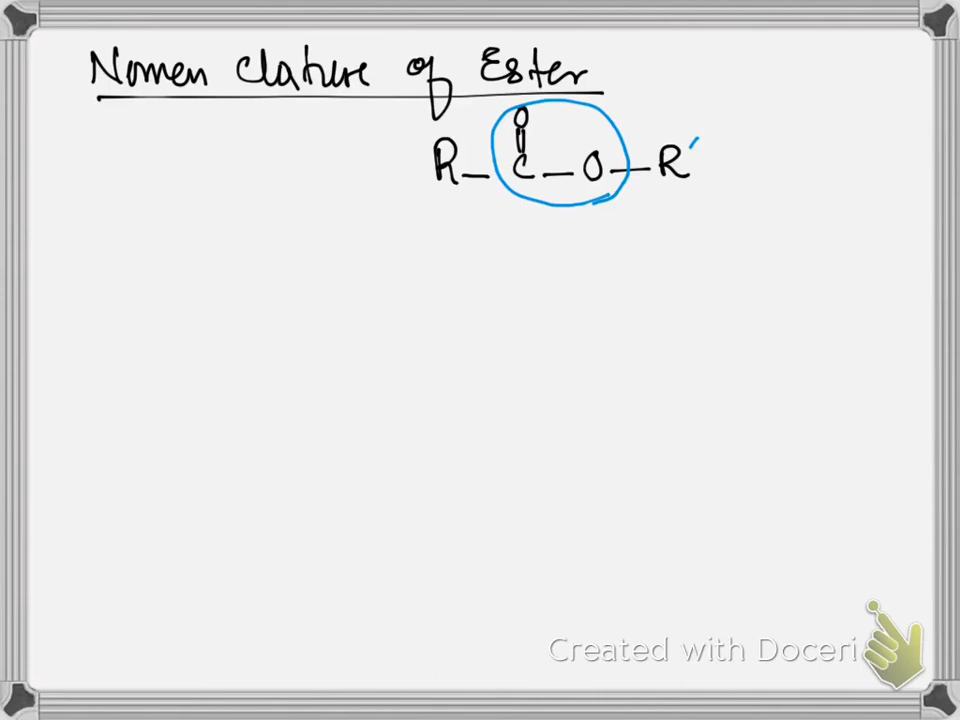 Nomen Clature of Ester
O
R - C - O - R′
Created with Doceri